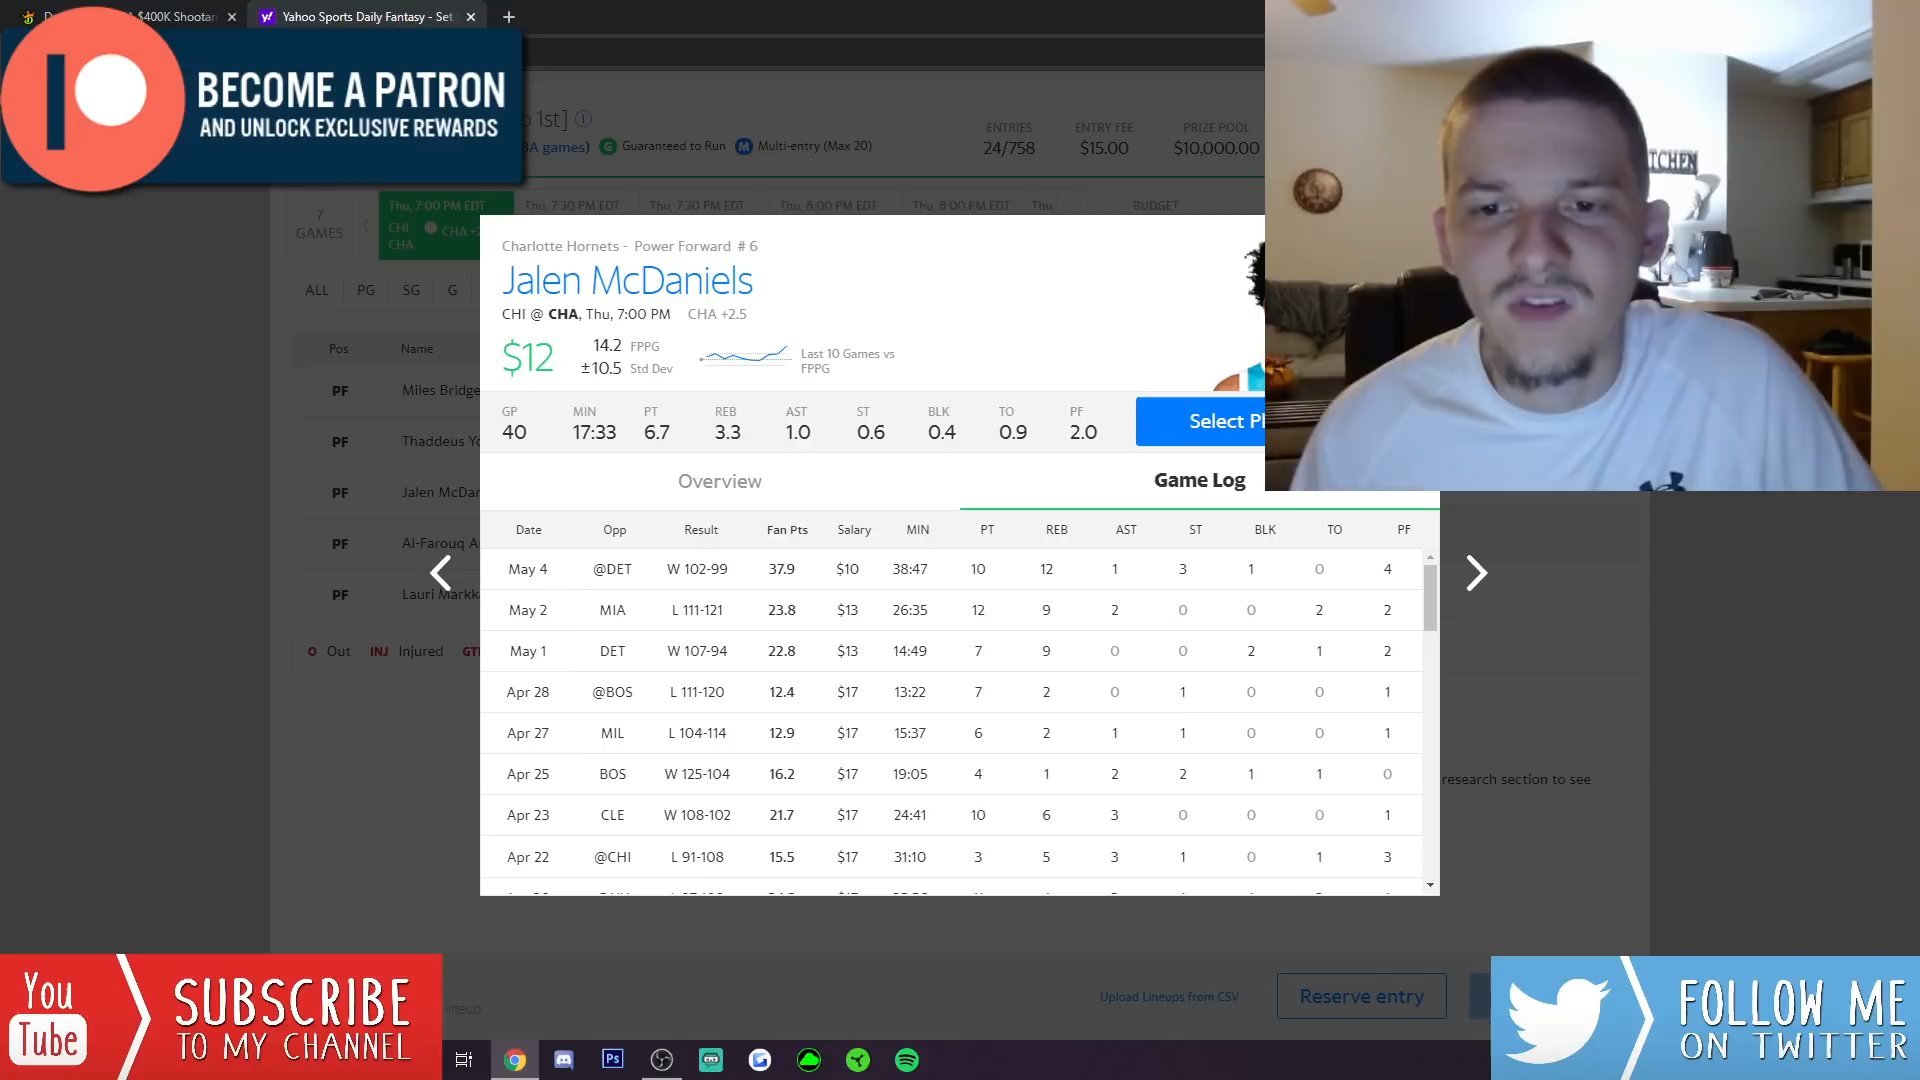 $400K Shootar
Yahoo Sports Daily Fantasy - Set
BECOME A PATRON
AND UNLOCK EXCLUSIVE REWARDS
o 1st]
games)
G Guaranteed to Run M Multi-entry (Max 20)
ENTRIES ENTRY FEE PRIZE POOL
24/758 $15.00 $10,000.00
7 GAMES
Thu, 7:00 PM EDT Thu, 7:30 PM EDT Thu, 7:30 PM EDT Thu, 8:00 PM EDT Thu, 8:00 PM EDT Thu, BUDGET
CHI
CHA CHA +2
ALL PG SG G
Pos Name
PF Miles Bridge
PF Thaddeus Yo
PF Jalen McDan
PF Al-Farouq A
PF Lauri Markka
O Out INJ Injured GT
Charlotte Hornets - Power Forward # 6
Jalen McDaniels
CHI @ CHA, Thu, 7:00 PM CHA +2.5
$12 14.2 FPPG
±10.5 Std Dev
Last 10 Games vs
FPPG
GP MIN PT REB AST ST BLK TO PF
40 17:33 6.7 3.3 1.0 0.6 0.4 0.9 2.0
Select Pl
Overview Game Log
Date Opp Result Fan Pts Salary MIN PT REB AST ST BLK TO PF
May 4 @DET W 102-99 37.9 $10 38:47 10 12 1 3 1 0 4
May 2 MIA L 111-121 23.8 $13 26:35 12 9 2 0 0 2 2
May 1 DET W 107-94 22.8 $13 14:49 7 9 0 0 2 1 2
Apr 28 @BOS L 111-120 12.4 $17 13:22 7 2 0 1 0 0 1
Apr 27 MIL L 104-114 12.9 $17 15:37 6 2 1 1 0 0 1
Apr 25 BOS W 125-104 16.2 $17 19:05 4 1 2 2 1 1 0
Apr 23 CLE W 108-102 21.7 $17 24:41 10 6 3 0 0 0 1
Apr 22 @CHI L 91-108 15.5 $17 31:10 3 5 3 1 0 1 3
research section to see
Upload Lineups from CSV
Reserve entry
You
Tube
SUBSCRIBE
TO MY CHANNEL
FOLLOW ME
ON TWITTER
Ps